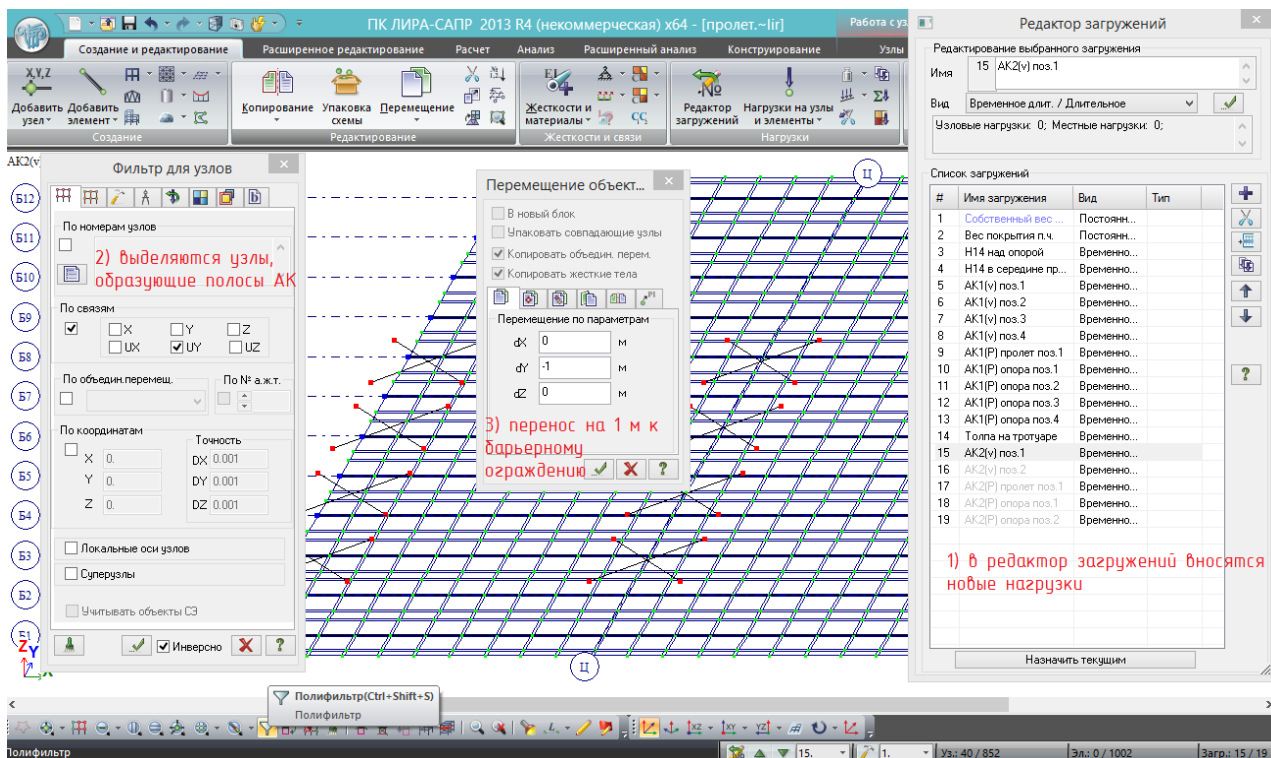 ПК ЛИРА-САПР 2013 R4 (некоммерческая) x64 - [пролет.~lir]
Работа с уз
Создание и редактирование
Расширенное редактирование
Расчет
Анализ
Расширенный анализ
Конструирование
Узлы
X,Y,Z
Добавить узел
Добавить элемент
Создание
Копирование
Упаковка схемы
Перемещение
Редактирование
Жесткости и материалы
Жесткости и связи
Редактор загружений
Нагрузки на узлы и элементы
Нагрузки
АК2(v)
Б12
Б11
Б10
Б9
Б8
Б7
Б6
Б5
Б4
Б3
Б2
Б1
Ц
Ц
Z
Y
X
Фильтр для узлов
По номерам узлов
2) выделяются узлы,
образующие полосы АК
По связям
X
Y
Z
UX
UY
UZ
По объедин.перемещ.
По № а.ж.т.
По координатам
Точность
X 0.
DX 0.001
Y 0.
DY 0.001
Z 0.
DZ 0.001
Локальные оси узлов
Суперузлы
Учитывать объекты СЭ
Инверсно
Полифильтр(Ctrl+Shift+S)
Полифильтр
Перемещение объект...
В новый блок
Упаковать совпадающие узлы
Копировать объедин. перем.
Копировать жесткие тела
Перемещение по параметрам
dX 0 м
dY -1 м
dZ 0 м
3) перенос на 1 м к
барьерному
ограждению
Редактор загружений
Редактирование выбранного загружения
Имя 15 АК2(v) поз.1
Вид Временное длит. / Длительное
Узловые нагрузки: 0; Местные нагрузки: 0;
Список загружений
# Имя загружения Вид Тип
1 Собственный вес ... Постоянн...
2 Вес покрытия п.ч. Постоянн...
3 Н14 над опорой Временно...
4 Н14 в середине пр... Временно...
5 АК1(v) поз.1 Временно...
6 АК1(v) поз.2 Временно...
7 АК1(v) поз.3 Временно...
8 АК1(v) поз.4 Временно...
9 АК1(P) пролет поз.1 Временно...
10 АК1(P) опора поз.1 Временно...
11 АК1(P) опора поз.2 Временно...
12 АК1(P) опора поз.3 Временно...
13 АК1(P) опора поз.4 Временно...
14 Толпа на тротуаре Временно...
15 АК2(v) поз.1 Временно...
16 АК2(v) поз.2 Временно...
17 АК2(P) пролет поз.1 Временно...
18 АК2(P) опора поз.1 Временно...
19 АК2(P) опора поз.2 Временно...
1) в редактор загружений вносятся
новые нагрузки
Назначить текущим
Полифильтр
15.
1.
Уз.: 40 / 852
Эл.: 0 / 1002
Загр.: 15 / 19